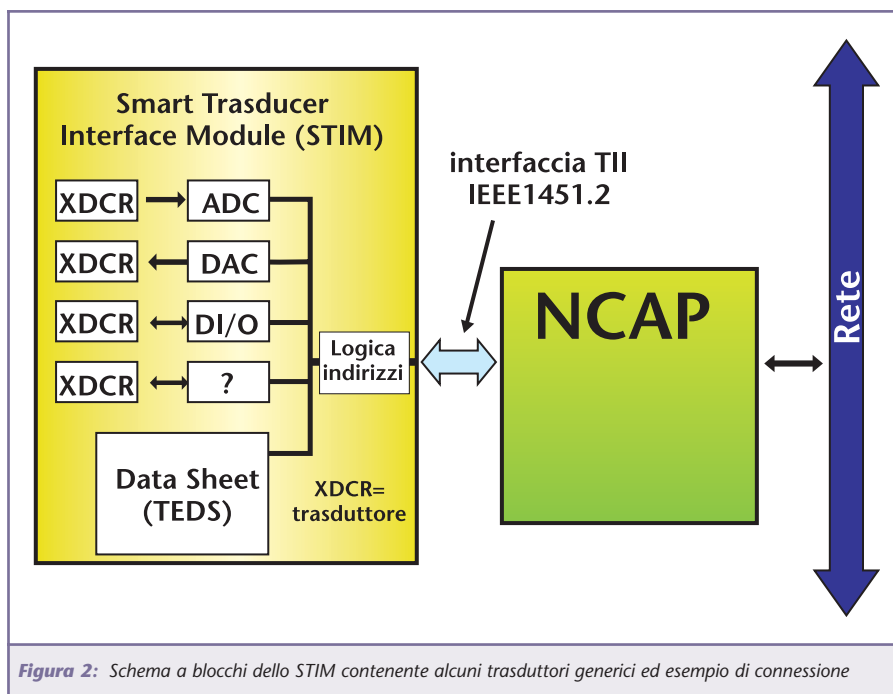 Smart Trasducer
Interface Module (STIM)
XDCR
ADC
XDCR
DAC
XDCR
DI/O
XDCR
?
Logica
indirizzi
Data Sheet
(TEDS)
XDCR=
trasduttore
interfaccia TII
IEEE1451.2
NCAP
Rete
Figura 2: Schema a blocchi dello STIM contenente alcuni trasduttori generici ed esempio di connessione